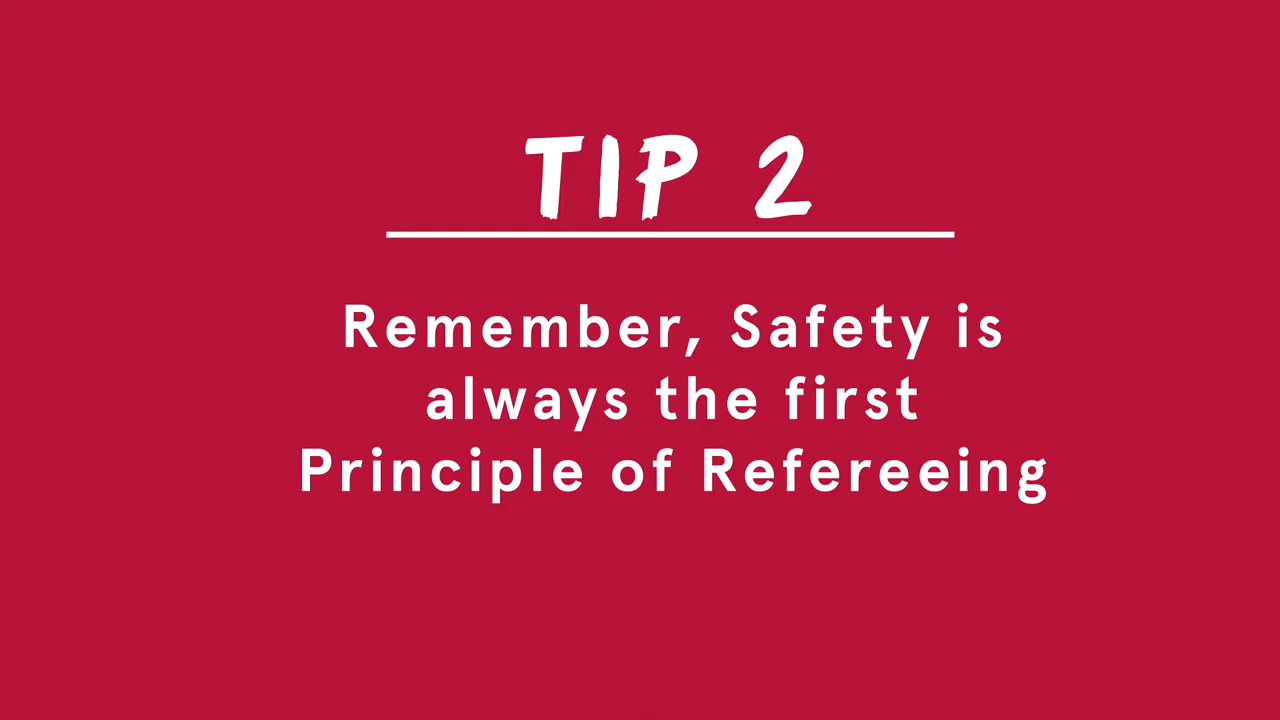 TIP 2
Remember, Safety is
always the first
Principle of Refereeing